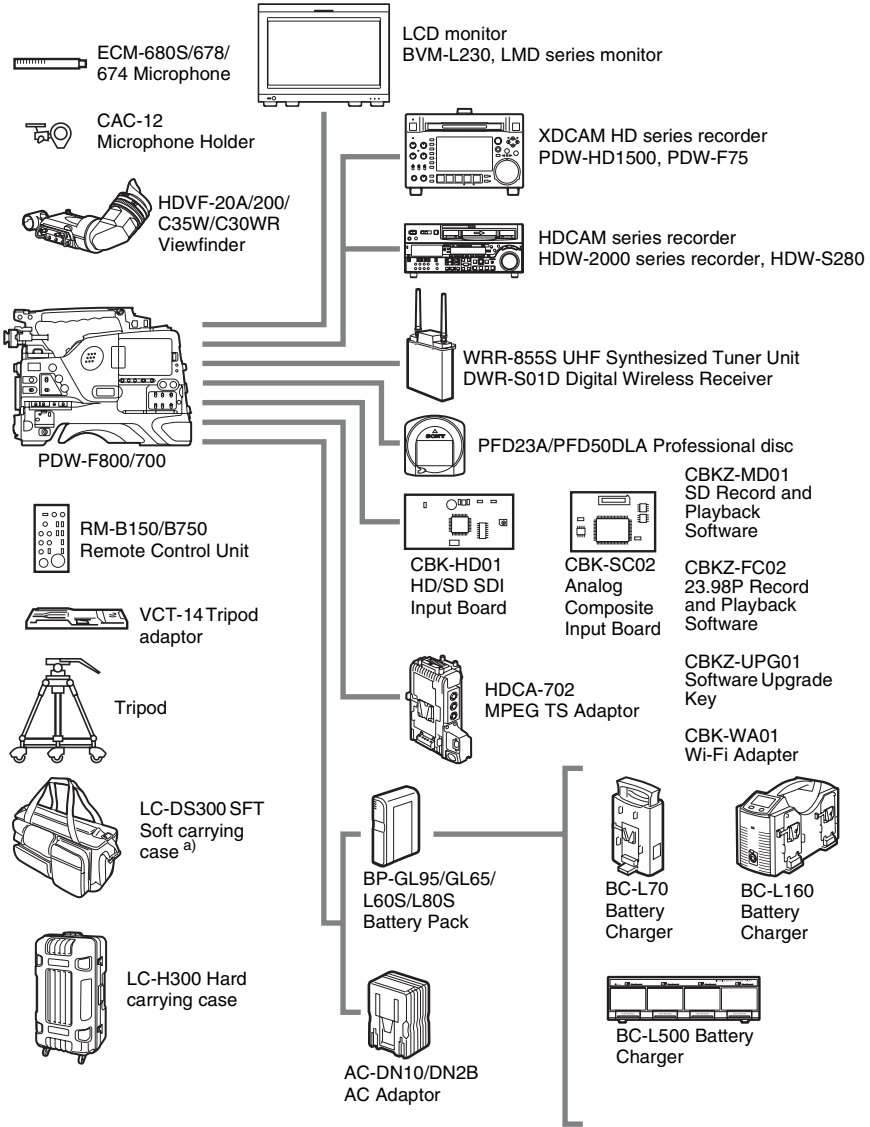 ECM-680S/678/
674 Microphone
LCD monitor
BVM-L230, LMD series monitor
CAC-12
Microphone Holder
XDCAM HD series recorder
PDW-HD1500, PDW-F75
HDVF-20A/200/
C35W/C30WR
Viewfinder
HDCAM series recorder
HDW-2000 series recorder, HDW-S280
WRR-855S UHF Synthesized Tuner Unit
DWR-S01D Digital Wireless Receiver
SONY
PFD23A/PFD50DLA Professional disc
PDW-F800/700
RM-B150/B750
Remote Control Unit
CBK-HD01
HD/SD SDI
Input Board
CBK-SC02
Analog
Composite
Input Board
CBKZ-MD01
SD Record and
Playback
Software
CBKZ-FC02
23.98P Record
and Playback
Software
CBKZ-UPG01
Software Upgrade
Key
CBK-WA01
Wi-Fi Adapter
VCT-14 Tripod
adaptor
Tripod
HDCA-702
MPEG TS Adaptor
LC-DS300 SFT
Soft carrying
case a)
BP-GL95/GL65/
L60S/L80S
Battery Pack
BC-L70
Battery
Charger
BC-L160
Battery
Charger
LC-H300 Hard
carrying case
BC-L500 Battery
Charger
AC-DN10/DN2B
AC Adaptor